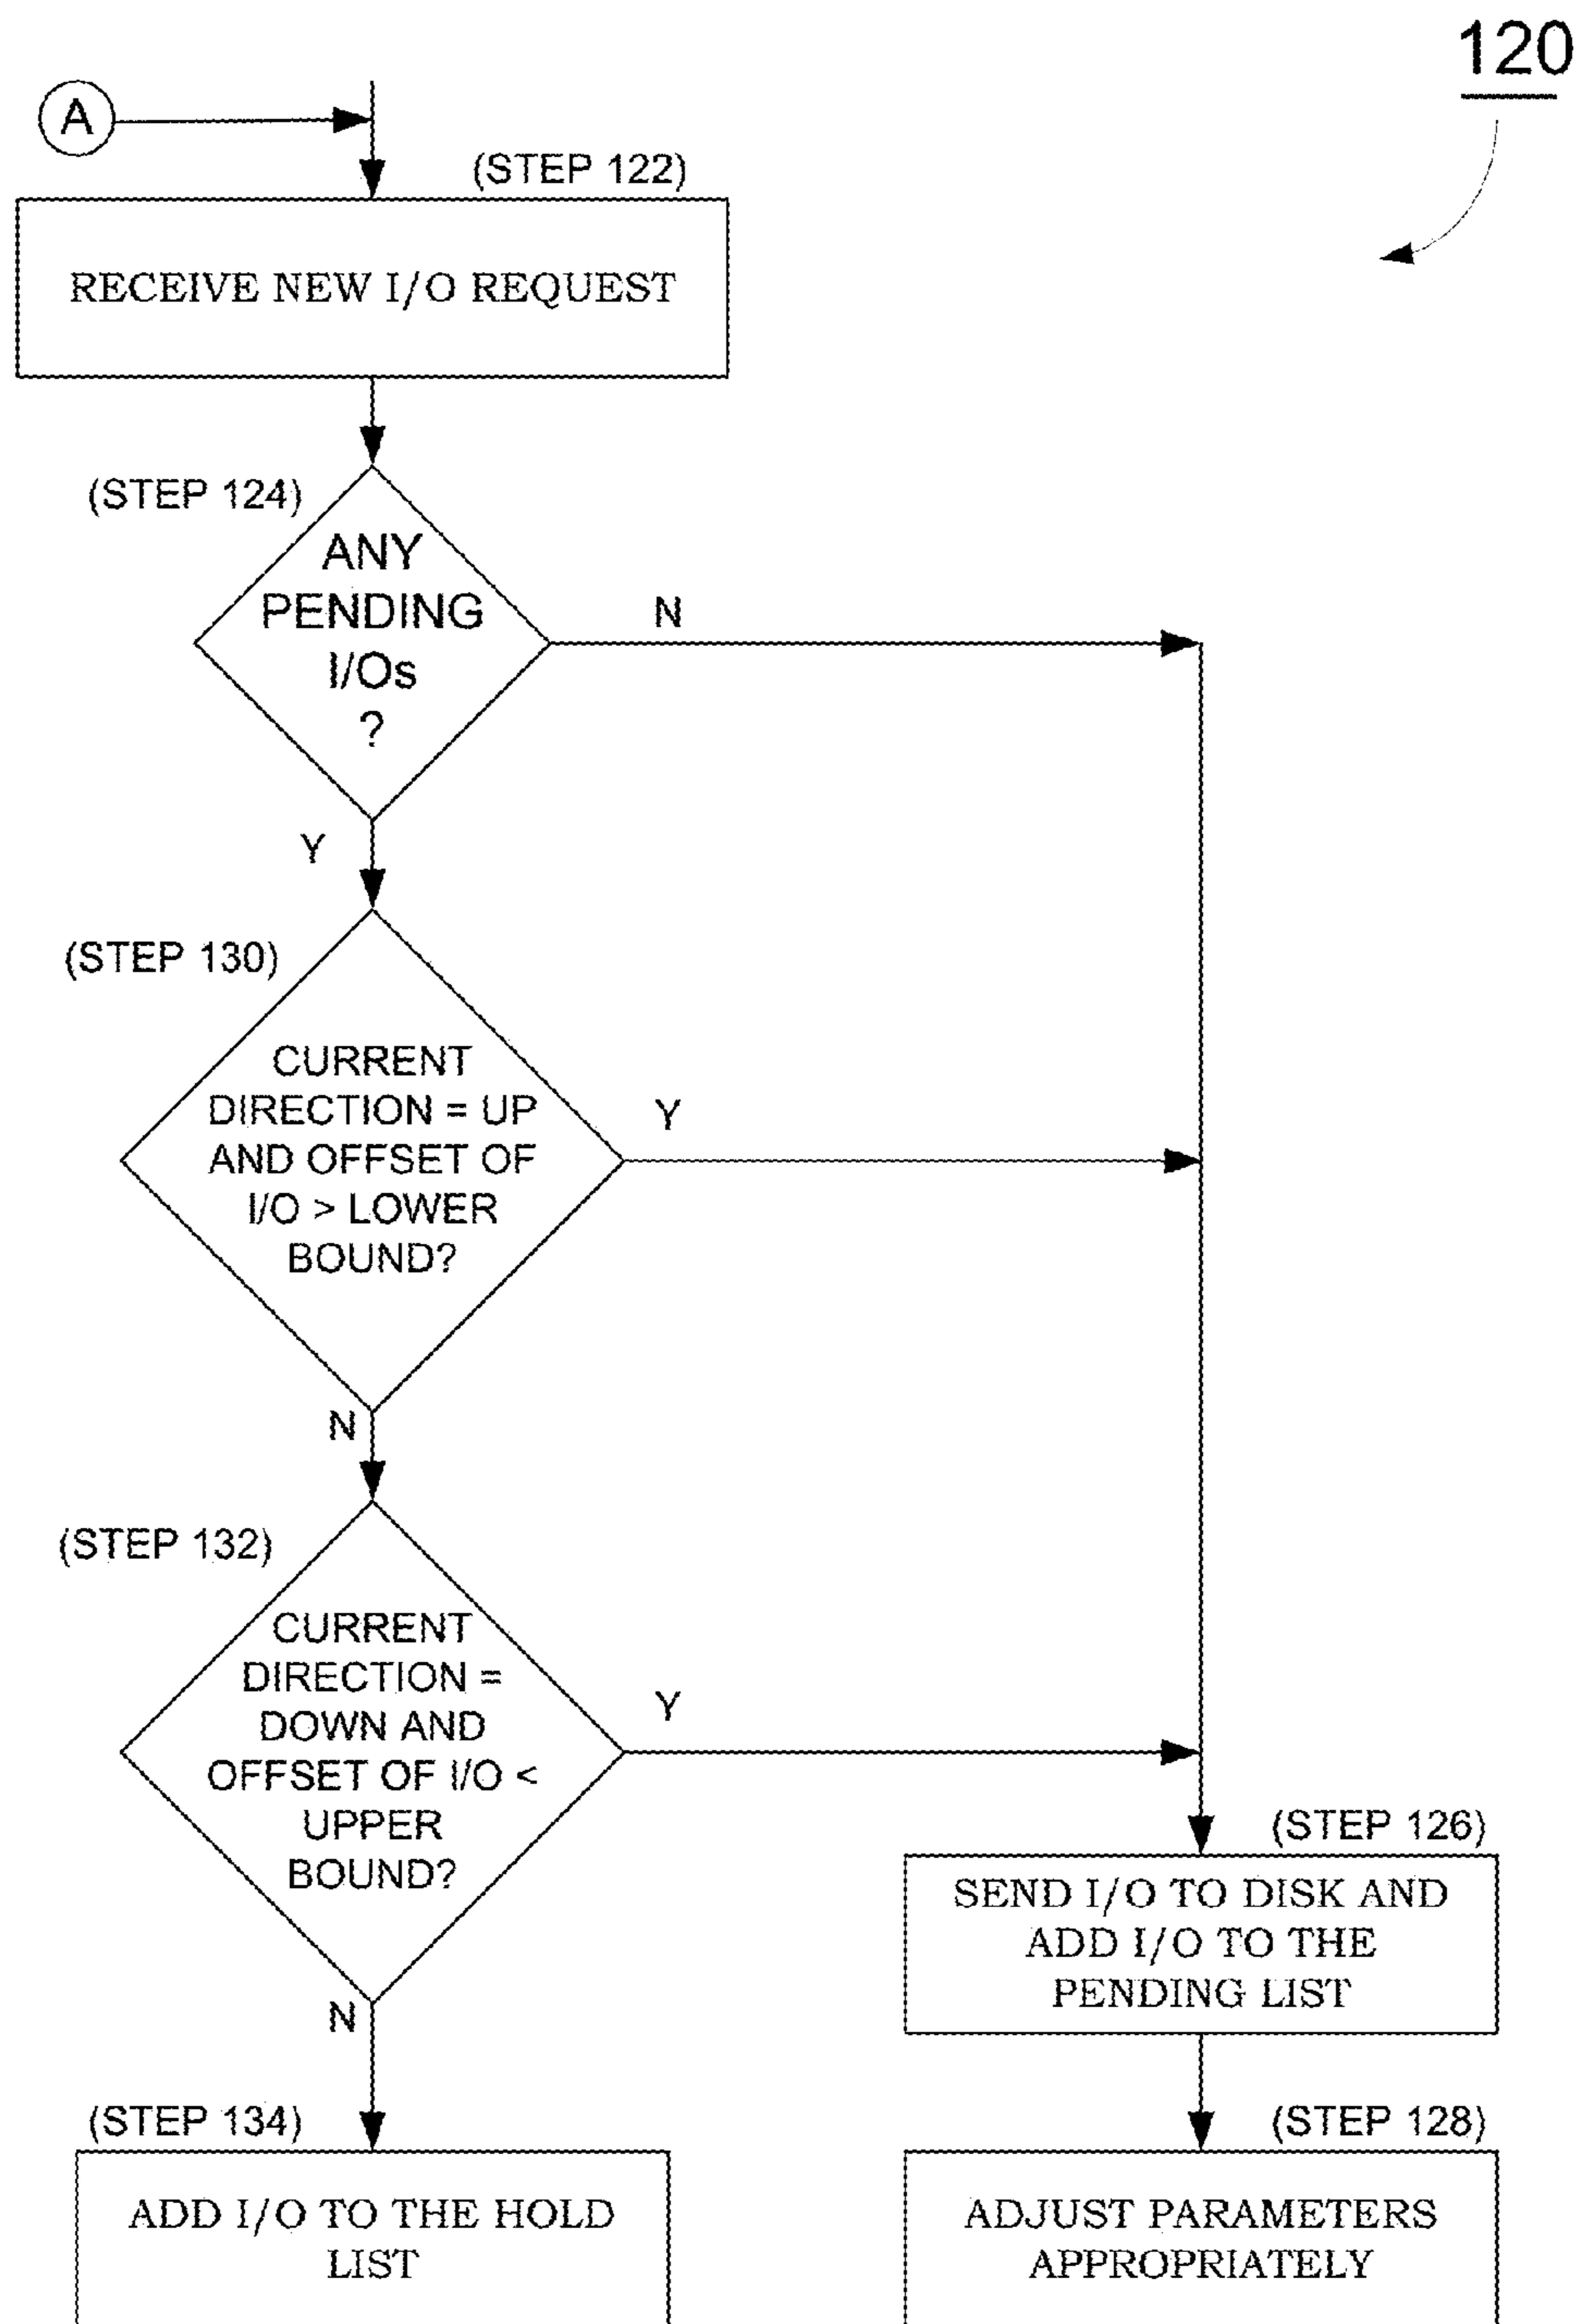 120
A
(STEP 122)
RECEIVE NEW I/O REQUEST
(STEP 124)
ANY
PENDING
I/Os
?
N
Y
(STEP 130)
CURRENT
DIRECTION = UP
AND OFFSET OF
I/O > LOWER
BOUND?
Y
N
(STEP 132)
CURRENT
DIRECTION =
DOWN AND
OFFSET OF I/O <
UPPER
BOUND?
Y
N
(STEP 126)
SEND I/O TO DISK AND
ADD I/O TO THE
PENDING LIST
(STEP 134)
ADD I/O TO THE HOLD
LIST
(STEP 128)
ADJUST PARAMETERS
APPROPRIATELY